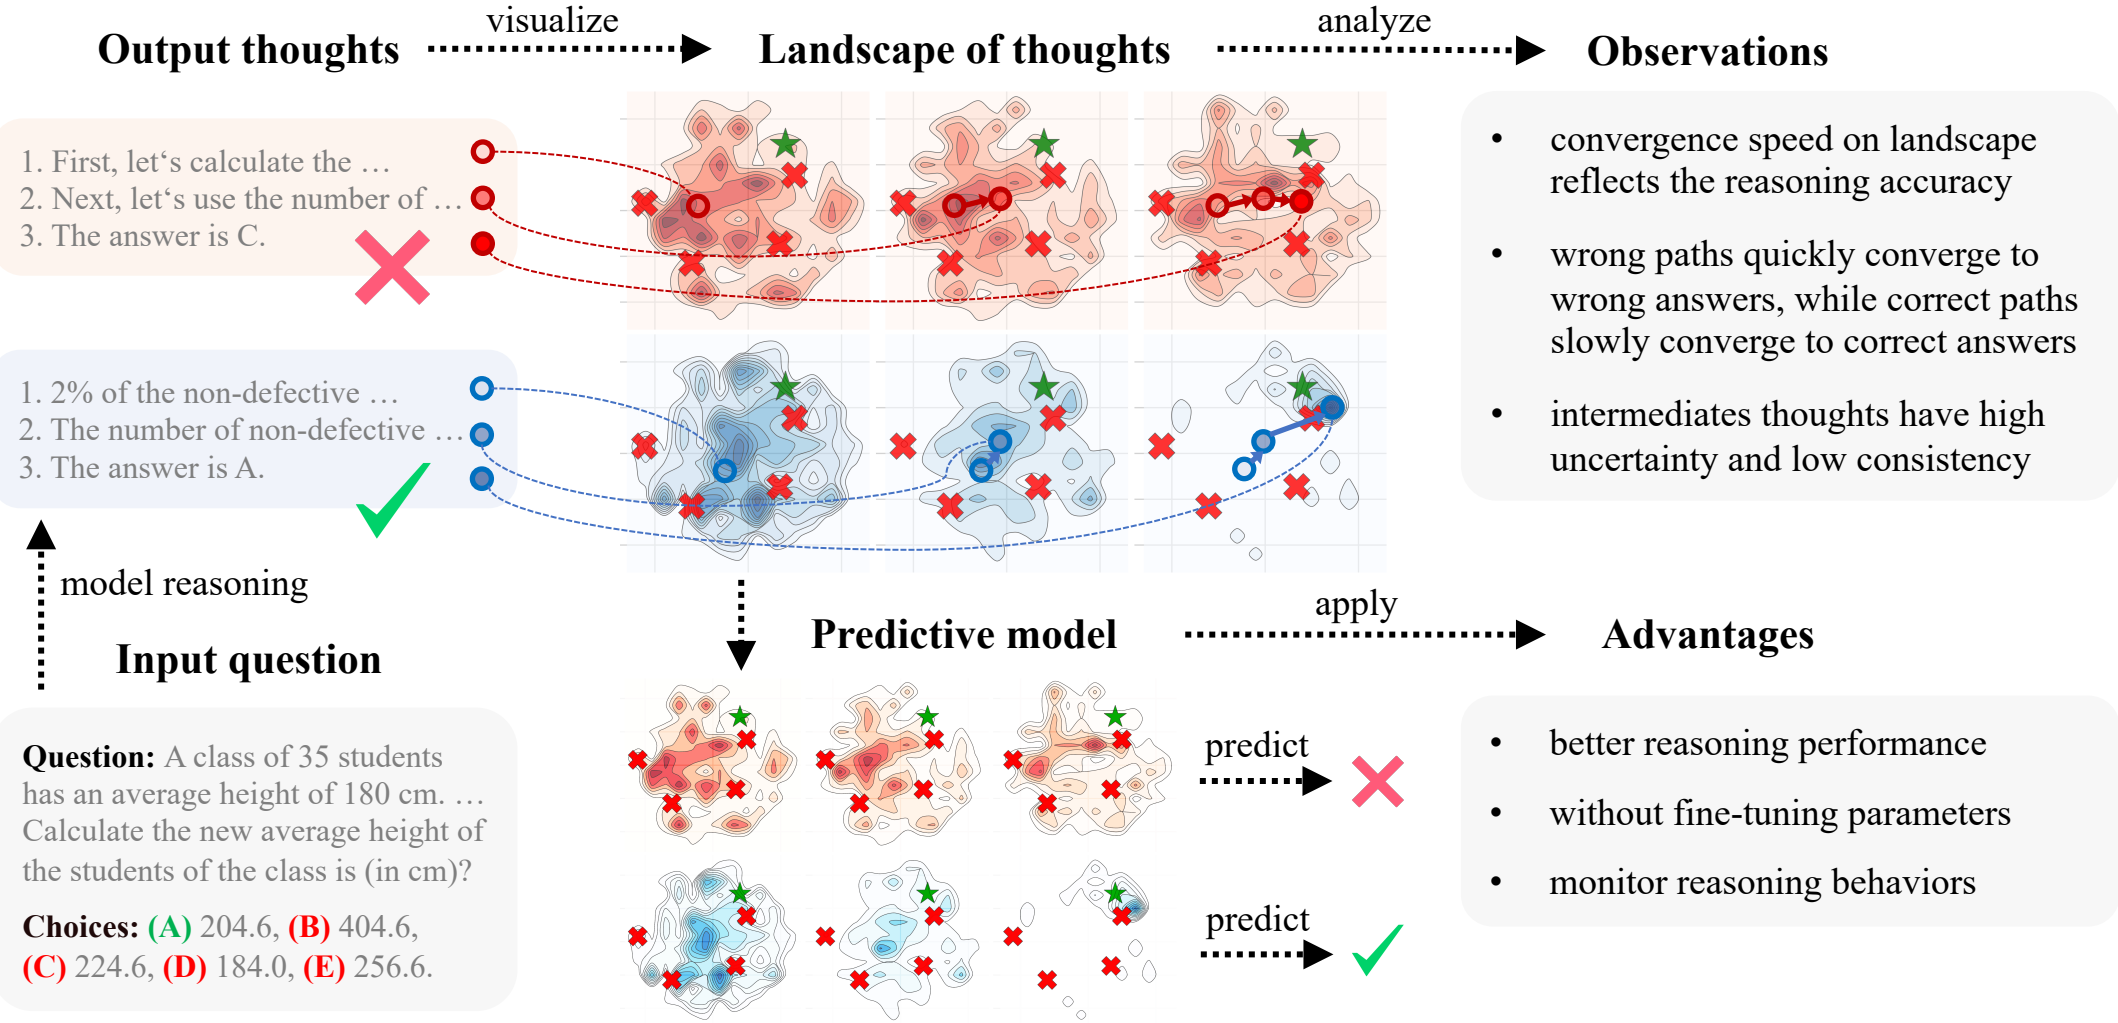 Output thoughts
visualize
Landscape of thoughts
analyze
Observations
1. First, let‘s calculate the …
2. Next, let‘s use the number of …
3. The answer is C.
1. 2% of the non-defective …
2. The number of non-defective …
3. The answer is A.
model reasoning
Input question
Question: A class of 35 students
has an average height of 180 cm. …
Calculate the new average height of
the students of the class is (in cm)?
Choices: (A) 204.6, (B) 404.6,
(C) 224.6, (D) 184.0, (E) 256.6.
• convergence speed on landscape
reflects the reasoning accuracy
• wrong paths quickly converge to
wrong answers, while correct paths
slowly converge to correct answers
• intermediates thoughts have high
uncertainty and low consistency
Predictive model
apply
Advantages
predict
predict
• better reasoning performance
• without fine-tuning parameters
• monitor reasoning behaviors